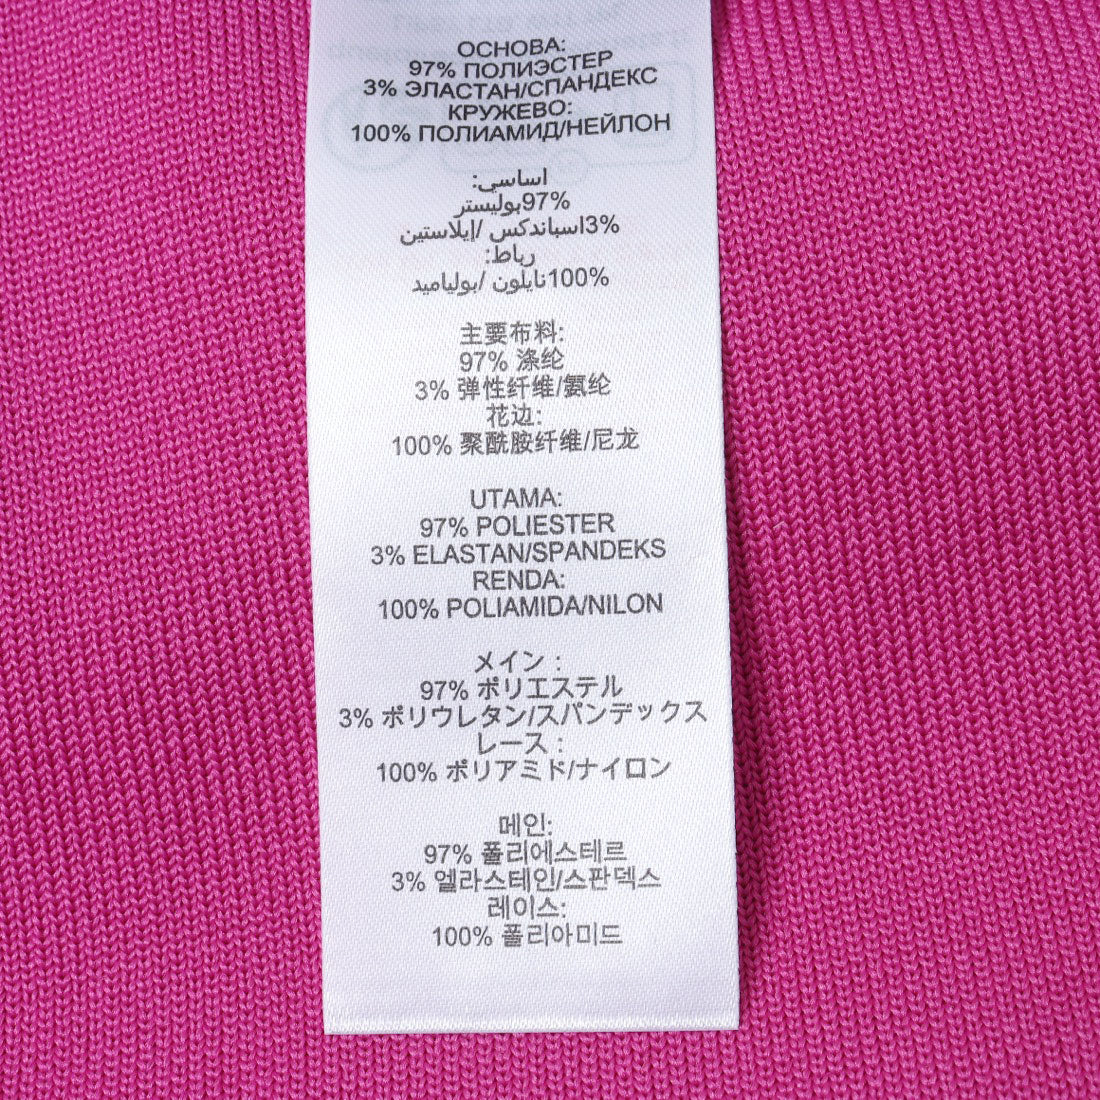 ОСНОВА:
97% ПОЛИЭСТЕР
3% ЭЛАСТАН/СПАНДЕКС
КРУЖЕВО:
100% ПОЛИАМИД/НЕЙЛОН
اساسي:
97%بوليستر
3%اسباندكس /إيلاستين
رباط:
100%نايلون /بولياميد
主要布料:
97% 涤纶
3% 弹性纤维/氨纶
花边:
100% 聚酰胺纤维/尼龙
UTAMA:
97% POLIESTER
3% ELASTAN/SPANDEKS
RENDA:
100% POLIAMIDA/NILON
メイン :
97% ポリエステル
3% ポリウレタン/スパンデックス
レース :
100% ポリアミド/ナイロン
메인:
97% 폴리에스테르
3% 엘라스테인/스판덱스
레이스:
100% 폴리아미드